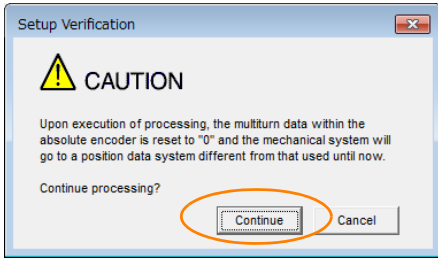 Setup Verification
CAUTION
Upon execution of processing, the multiturn data within the
absolute encoder is reset to "0" and the mechanical system will
go to a position data system different from that used until now.
Continue processing?
Continue Cancel